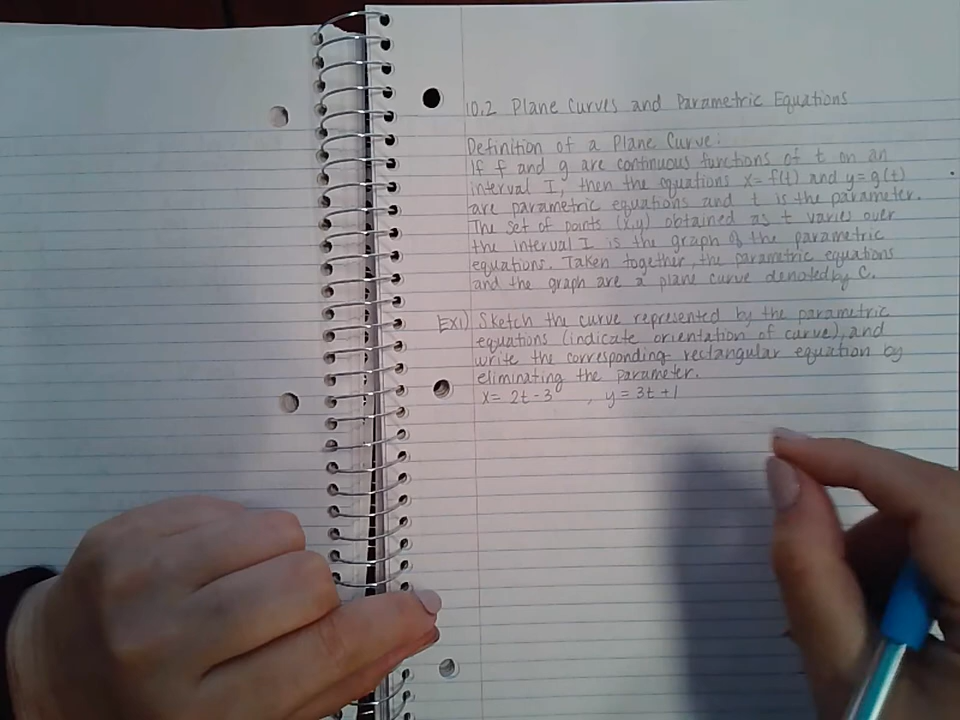 10.2 Plane Curves and Parametric Equations
Definition of a Plane Curve:
If f and g are continuous functions of t on an
interval I, then the equations x=f(t) and y=g(t)
are parametric equations and t is the parameter.
The set of points (x,y) obtained as t varies over
the interval I is the graph of the parametric
equations. Taken together, the parametric equations
and the graph are a plane curve denoted by C.
EX1) Sketch the curve represented by the parametric
equations (indicate orientation of curve), and
write the corresponding rectangular equation by
eliminating the parameter.
x= 2t-3 , y = 3t+1